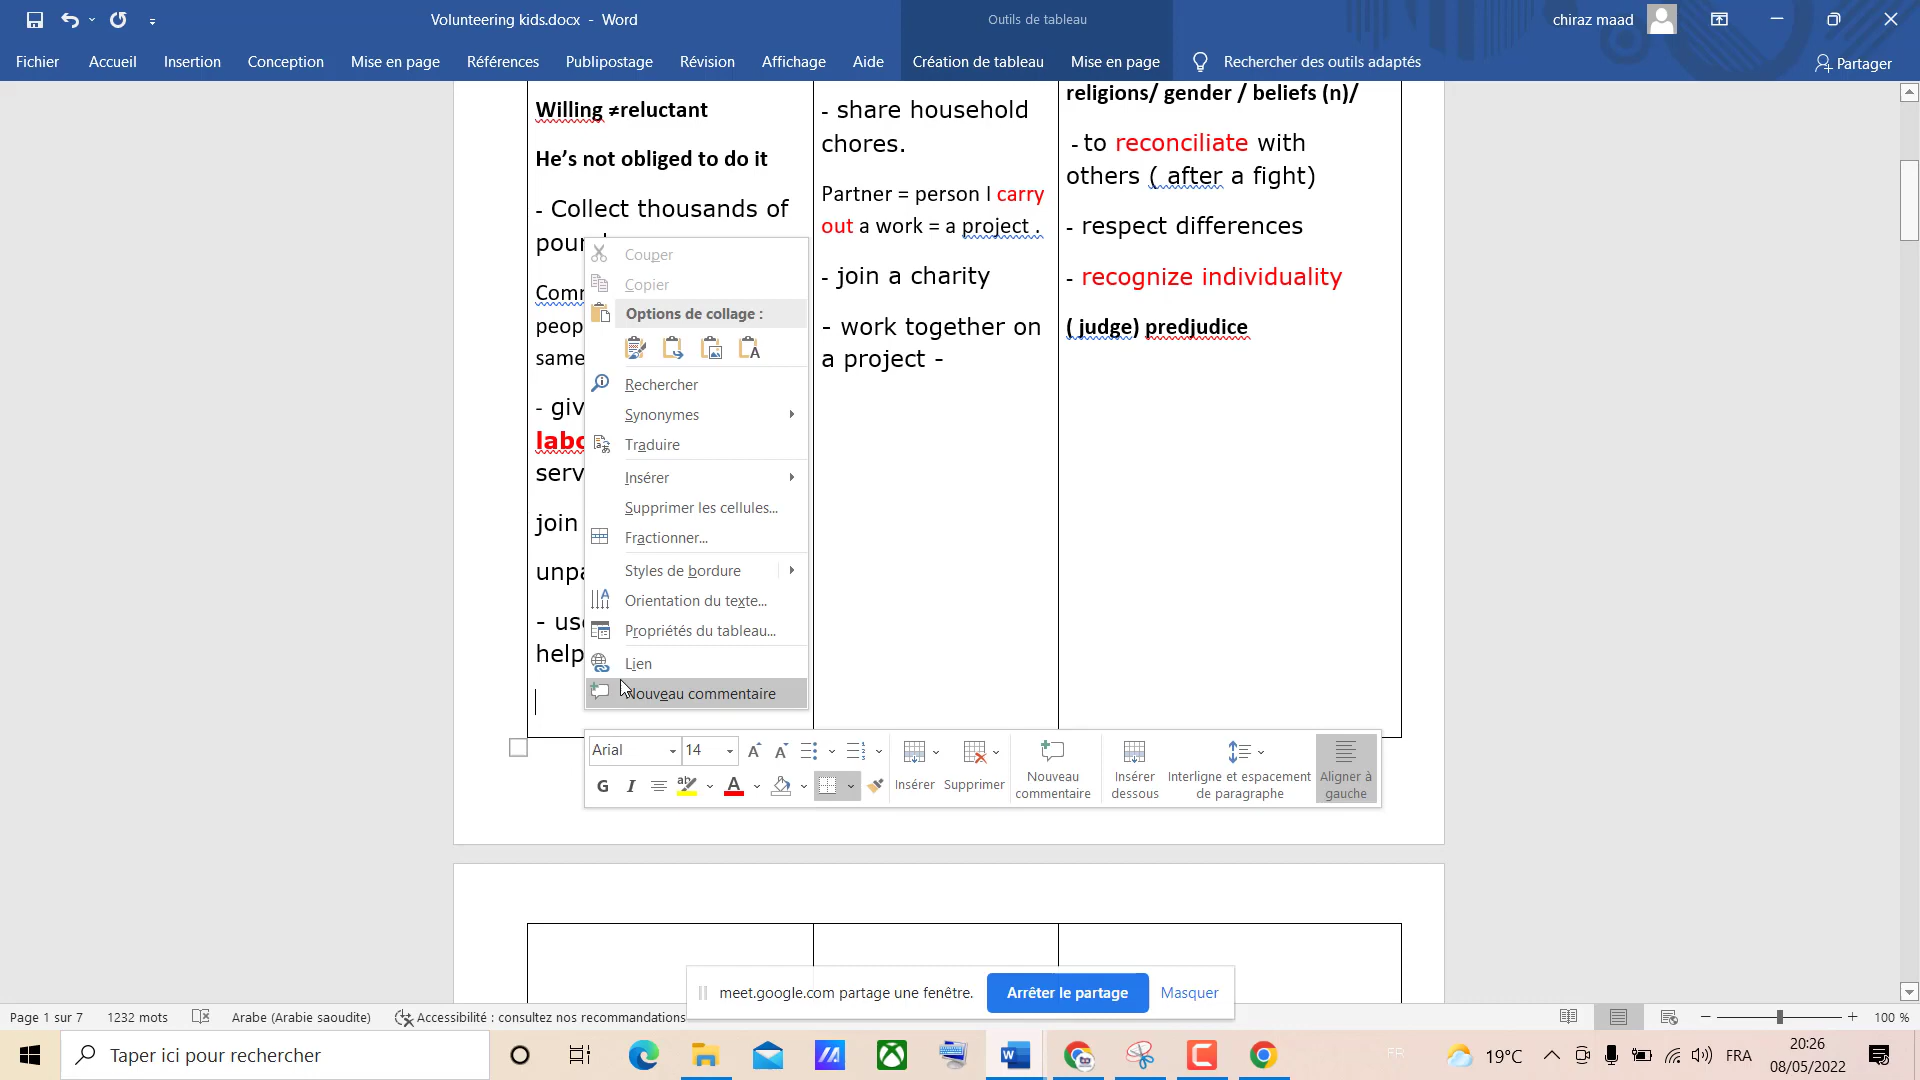 Volunteering kids.docx - Word
Outils de tableau
chiraz maad
Fichier
Accueil
Insertion
Conception
Mise en page
Références
Publipostage
Révision
Affichage
Aide
Création de tableau
Mise en page
Rechercher des outils adaptés
Partager
Willing ≠reluctant
He's not obliged to do it
- Collect thousands of
Comm
peop
same
- giv
labo
serv
join
unpa
- use
help
- share household
chores.
Partner = person I carry
out a work = a project .
- join a charity
- work together on
a project -
religions/ gender / beliefs (n)/
- to reconciliate with
others ( after a fight)
- respect differences
- recognize individuality
( judge) predjudice
Couper
Copier
Options de collage :
Rechercher
Synonymes
Traduire
Insérer
Supprimer les cellules...
Fractionner...
Styles de bordure
Orientation du texte...
Propriétés du tableau...
Lien
Nouveau commentaire
Arial
14
G I
Insérer
Supprimer
Nouveau
commentaire
Insérer
dessous
Interligne et espacement
de paragraphe
Aligner à
gauche
meet.google.com partage une fenêtre.
Arrêter le partage
Masquer
Page 1 sur 7
1232 mots
Arabe (Arabie saoudite)
Accessibilité : consultez nos recommandations
100 %
Taper ici pour rechercher
FR
19°C
FRA
20:26
08/05/2022